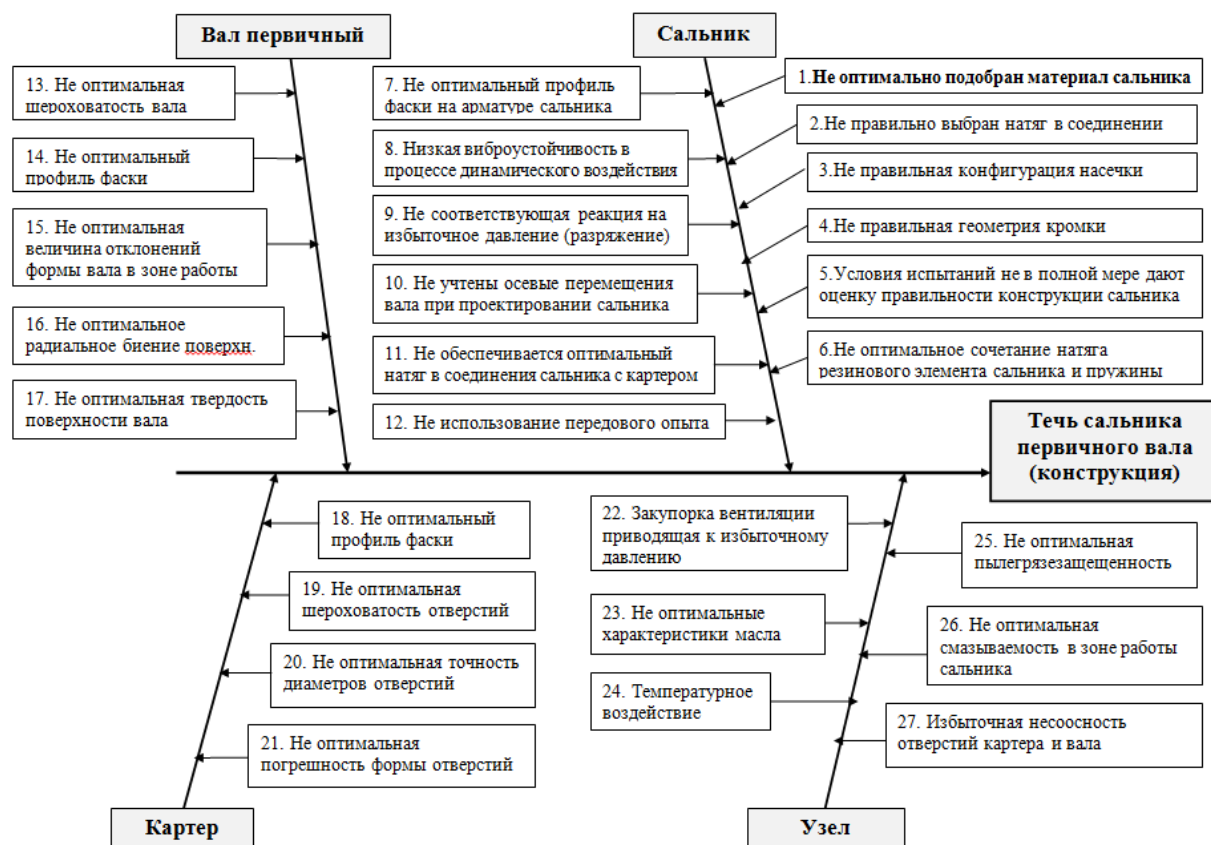 Вал первичный
13. Не оптимальная
шероховатость вала
14. Не оптимальный
профиль фаски
15. Не оптимальная
величина отклонений
формы вала в зоне работы
16. Не оптимальное
радиальное биение поверхн.
17. Не оптимальная твердость
поверхности вала
Сальник
7. Не оптимальный профиль
фаски на арматуре сальника
8. Низкая виброустойчивость в
процессе динамического воздействия
9. Не соответствующая реакция на
избыточное давление (разряжение)
10. Не учтены осевые перемещения
вала при проектировании сальника
11. Не обеспечивается оптимальный
натяг в соединения сальника с картером
12. Не использование передового опыта
1.Не оптимально подобран материал сальника
2.Не правильно выбран натяг в соединении
3.Не правильная конфигурация насечки
4.Не правильная геометрия кромки
5.Условия испытаний не в полной мере дают
оценку правильности конструкции сальника
6.Не оптимальное сочетание натяга
резинового элемента сальника и пружины
Течь сальника
первичного вала
(конструкция)
18. Не оптимальный
профиль фаски
19. Не оптимальная
шероховатость отверстий
20. Не оптимальная точность
диаметров отверстий
21. Не оптимальная
погрешность формы отверстий
Картер
22. Закупорка вентиляции
приводящая к избыточному
давлению
23. Не оптимальные
характеристики масла
24. Температурное
воздействие
25. Не оптимальная
пылегрязезащещенность
26. Не оптимальная
смазываемость в зоне работы
сальника
27. Избыточная несоосность
отверстий картера и вала
Узел